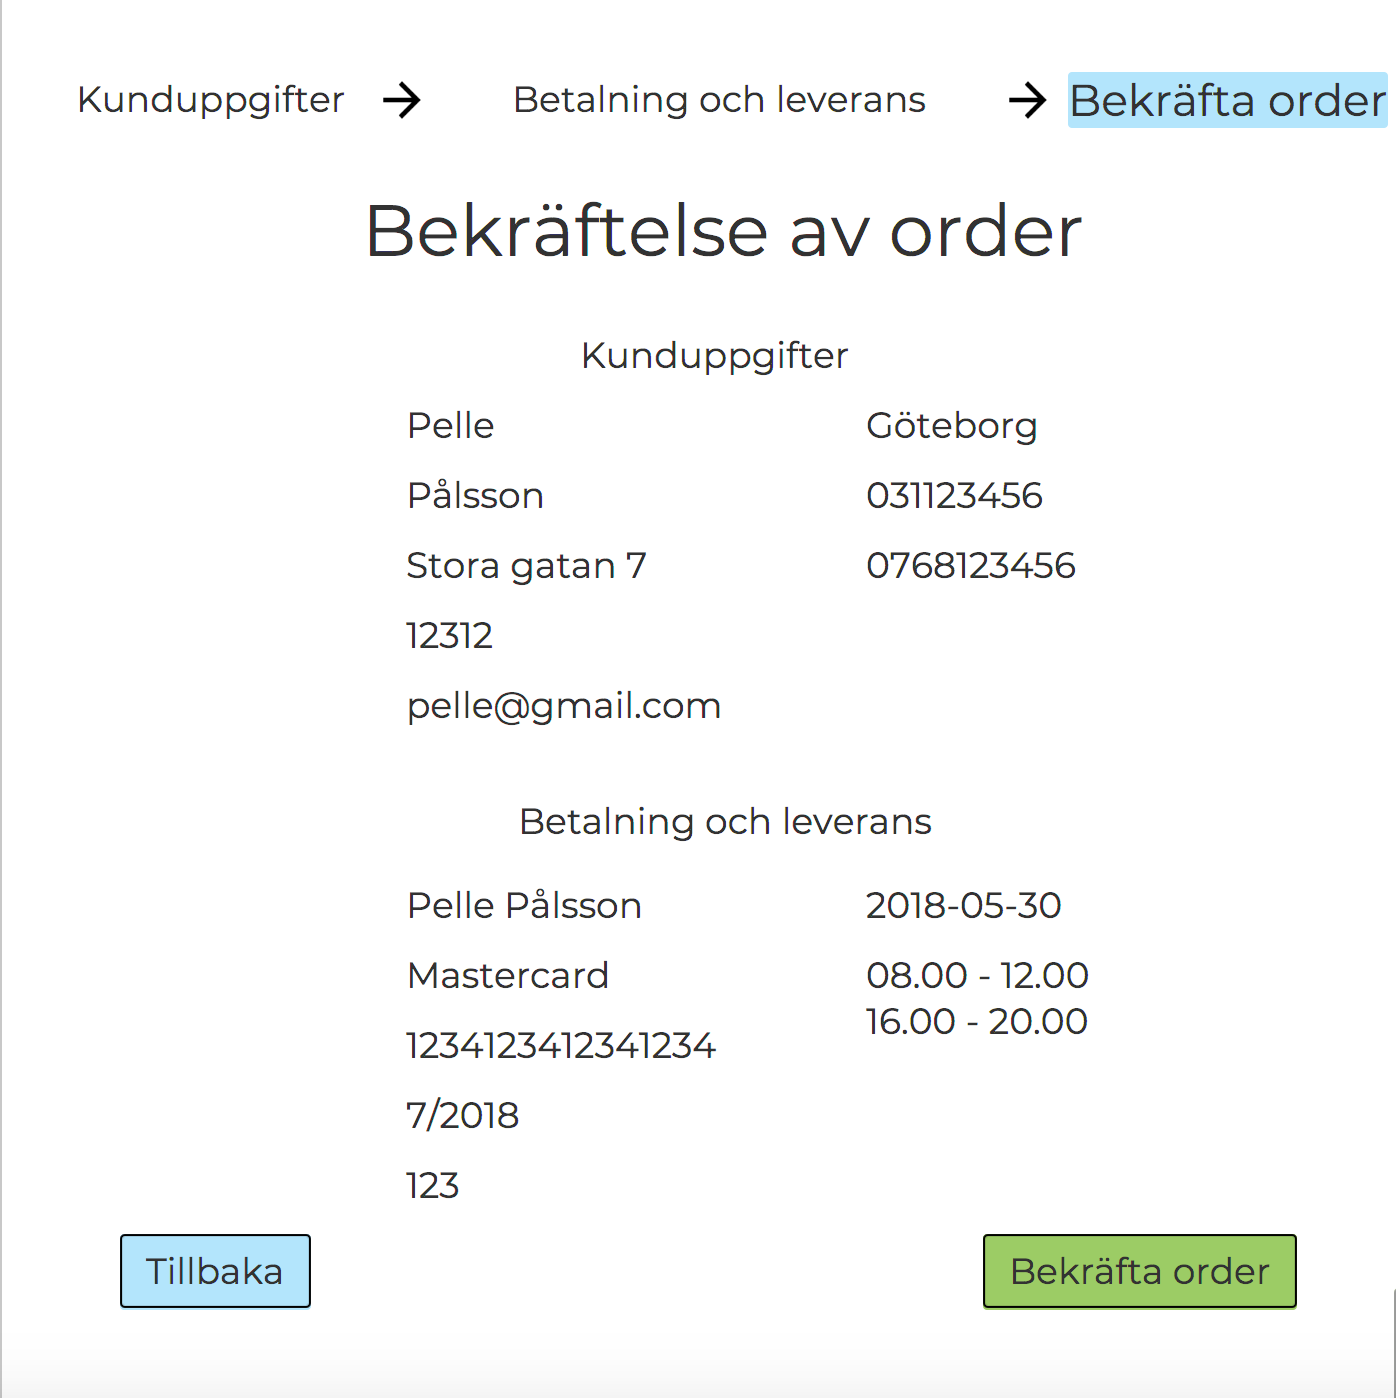 Kunduppgifter → Betalning och leverans → Bekräfta order
Bekräftelse av order
Kunduppgifter
Pelle
Pålsson
Stora gatan 7
12312
pelle@gmail.com
Göteborg
031123456
0768123456
Betalning och leverans
Pelle Pålsson
Mastercard
1234123412341234
7/2018
123
2018-05-30
08.00 - 12.00
16.00 - 20.00
Tillbaka
Bekräfta order